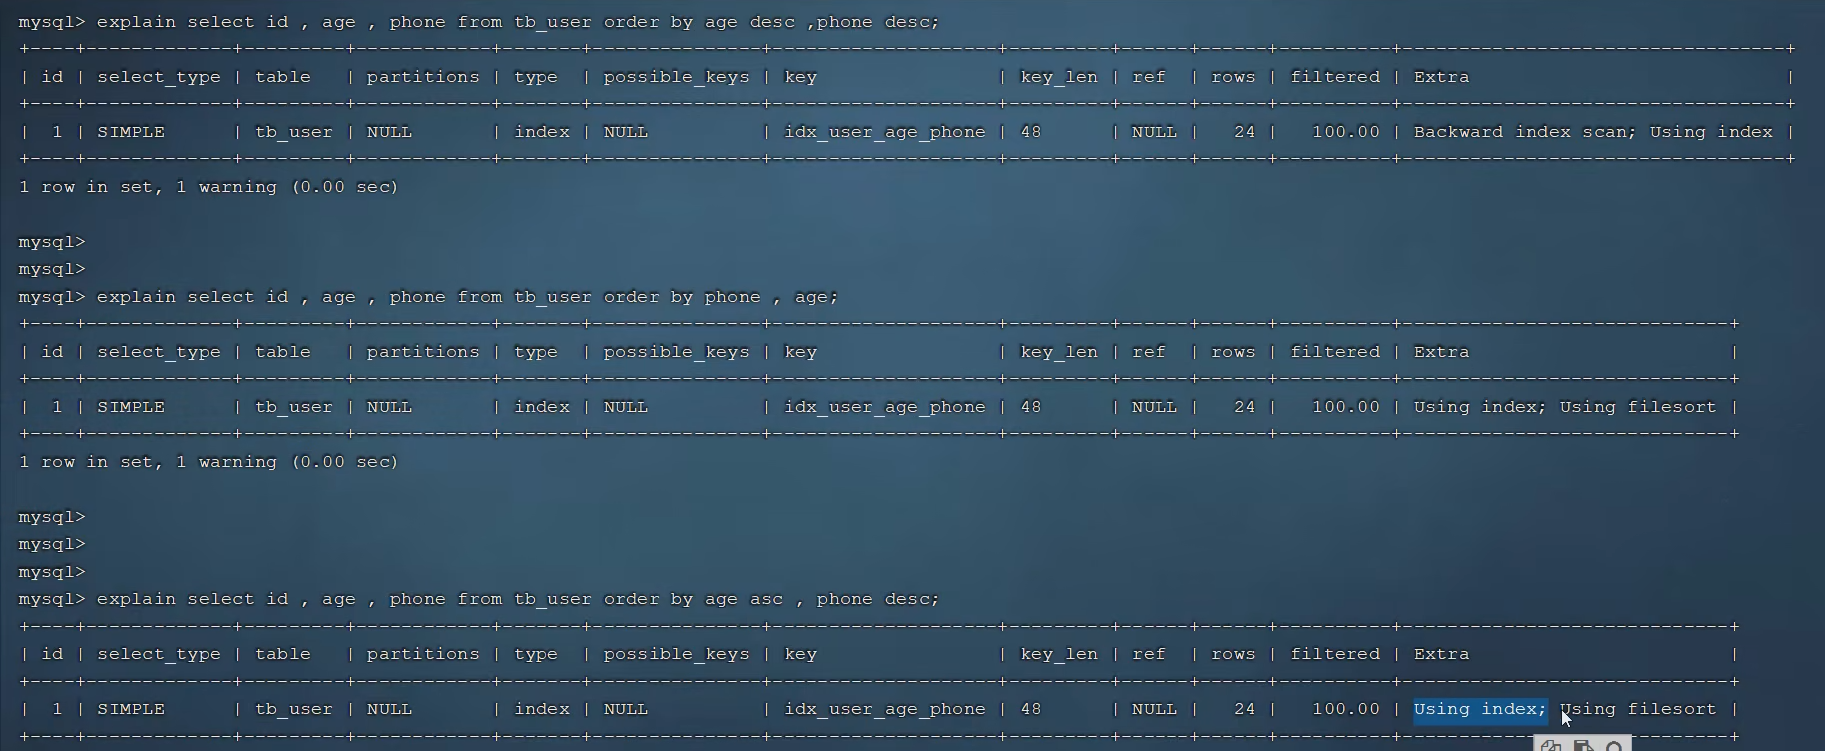 mysql> explain select id , age , phone from tb_user order by age desc ,phone desc;
+----+-------------+---------+------------+-------+---------------+--------------------+---------+------+------+----------+----------------------------------+
| id | select_type | table   | partitions | type  | possible_keys | key                | key_len | ref  | rows | filtered | Extra                            |
+----+-------------+---------+------------+-------+---------------+--------------------+---------+------+------+----------+----------------------------------+
|  1 | SIMPLE      | tb_user | NULL       | index | NULL          | idx_user_age_phone | 48      | NULL |   24 |   100.00 | Backward index scan; Using index |
+----+-------------+---------+------------+-------+---------------+--------------------+---------+------+------+----------+----------------------------------+
1 row in set, 1 warning (0.00 sec)
mysql>
mysql>
mysql> explain select id , age , phone from tb_user order by phone , age;
+----+-------------+---------+------------+-------+---------------+--------------------+---------+------+------+----------+-----------------------------+
| id | select_type | table   | partitions | type  | possible_keys | key                | key_len | ref  | rows | filtered | Extra                       |
+----+-------------+---------+------------+-------+---------------+--------------------+---------+------+------+----------+-----------------------------+
|  1 | SIMPLE      | tb_user | NULL       | index | NULL          | idx_user_age_phone | 48      | NULL |   24 |   100.00 | Using index; Using filesort |
+----+-------------+---------+------------+-------+---------------+--------------------+---------+------+------+----------+-----------------------------+
1 row in set, 1 warning (0.00 sec)
mysql>
mysql>
mysql>
mysql> explain select id , age , phone from tb_user order by age asc , phone desc;
+----+-------------+---------+------------+-------+---------------+--------------------+---------+------+------+----------+-----------------------------+
| id | select_type | table   | partitions | type  | possible_keys | key                | key_len | ref  | rows | filtered | Extra                       |
+----+-------------+---------+------------+-------+---------------+--------------------+---------+------+------+----------+-----------------------------+
|  1 | SIMPLE      | tb_user | NULL       | index | NULL          | idx_user_age_phone | 48      | NULL |   24 |   100.00 | Using index; Using filesort |
+----+-------------+---------+------------+-------+---------------+--------------------+---------+------+------+----------+-----------------------------+